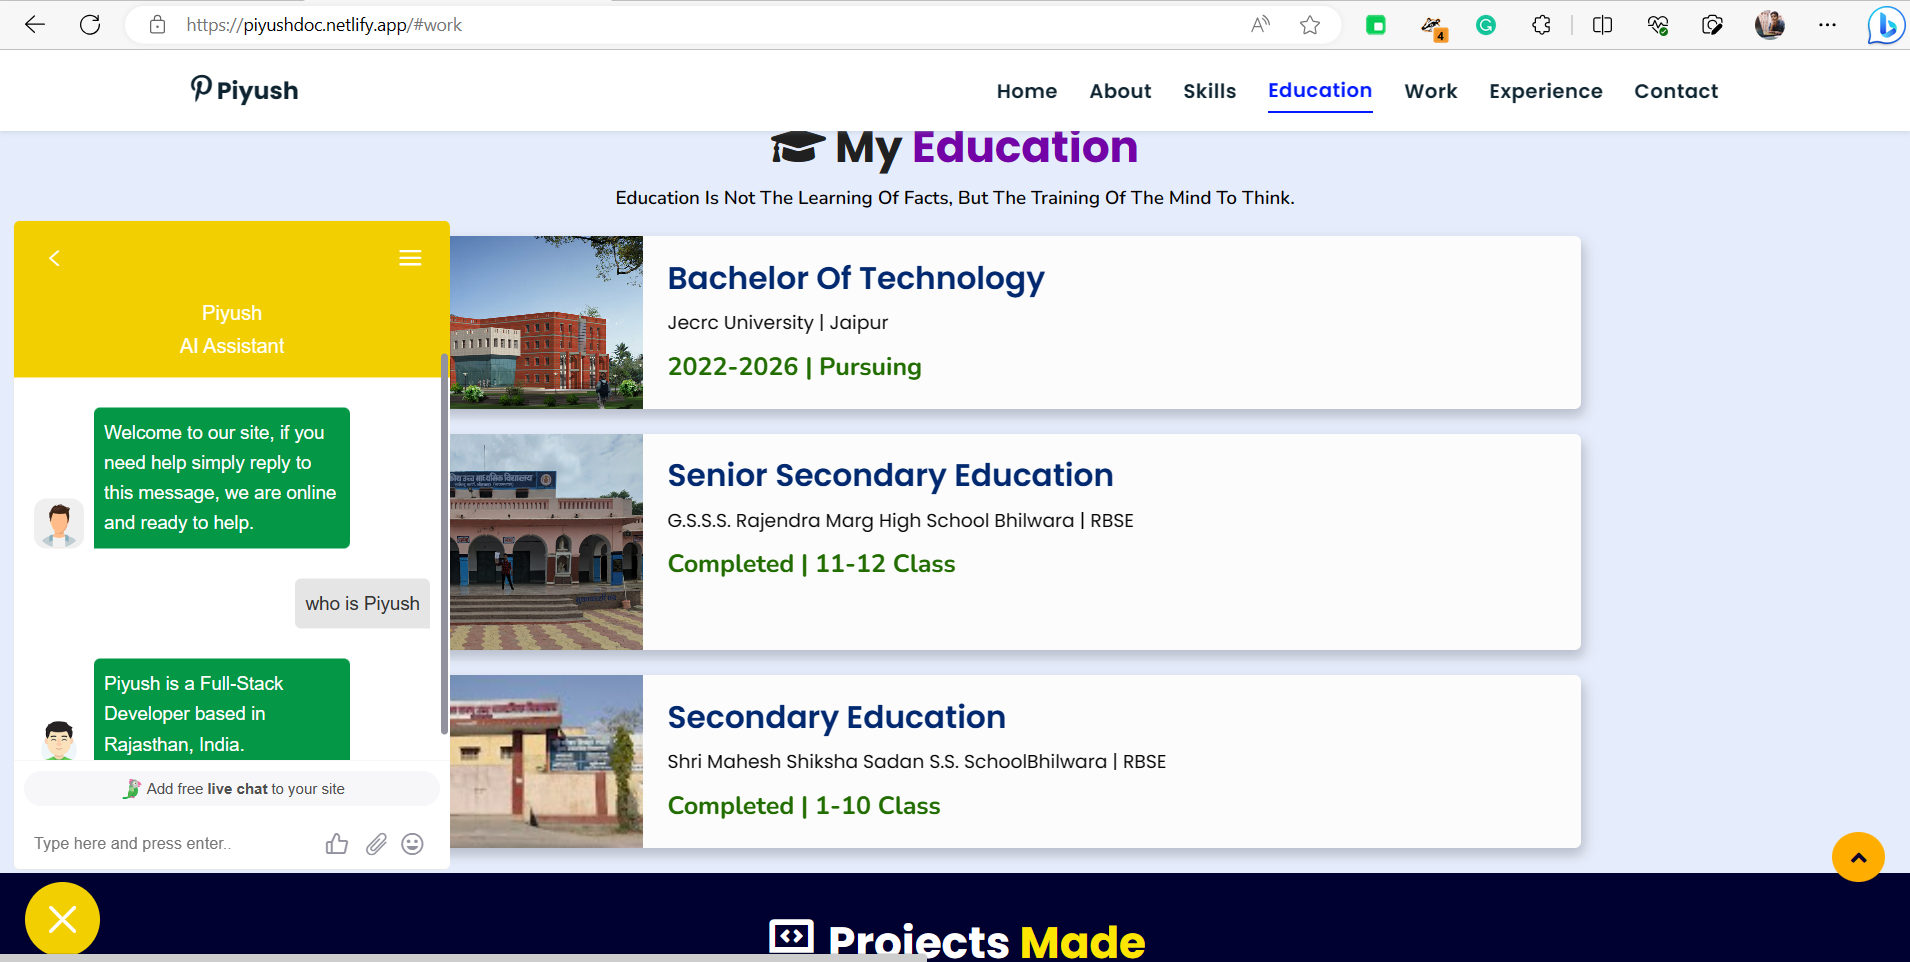 https://piyushdoc.netlify.app/#work
4
Piyush
Home About Skills Education Work Experience Contact
My Education
Education Is Not The Learning Of Facts, But The Training Of The Mind To Think.
Piyush
AI Assistant
Welcome to our site, if you
need help simply reply to
this message, we are online
and ready to help.
who is Piyush
Piyush is a Full-Stack
Developer based in
Rajasthan, India.
Add free live chat to your site
Type here and press enter..
Bachelor Of Technology
Jecrc University | Jaipur
2022-2026 | Pursuing
Senior Secondary Education
G.S.S.S. Rajendra Marg High School Bhilwara | RBSE
Completed | 11-12 Class
Secondary Education
Shri Mahesh Shiksha Sadan S.S. SchoolBhilwara | RBSE
Completed | 1-10 Class
Projects Made